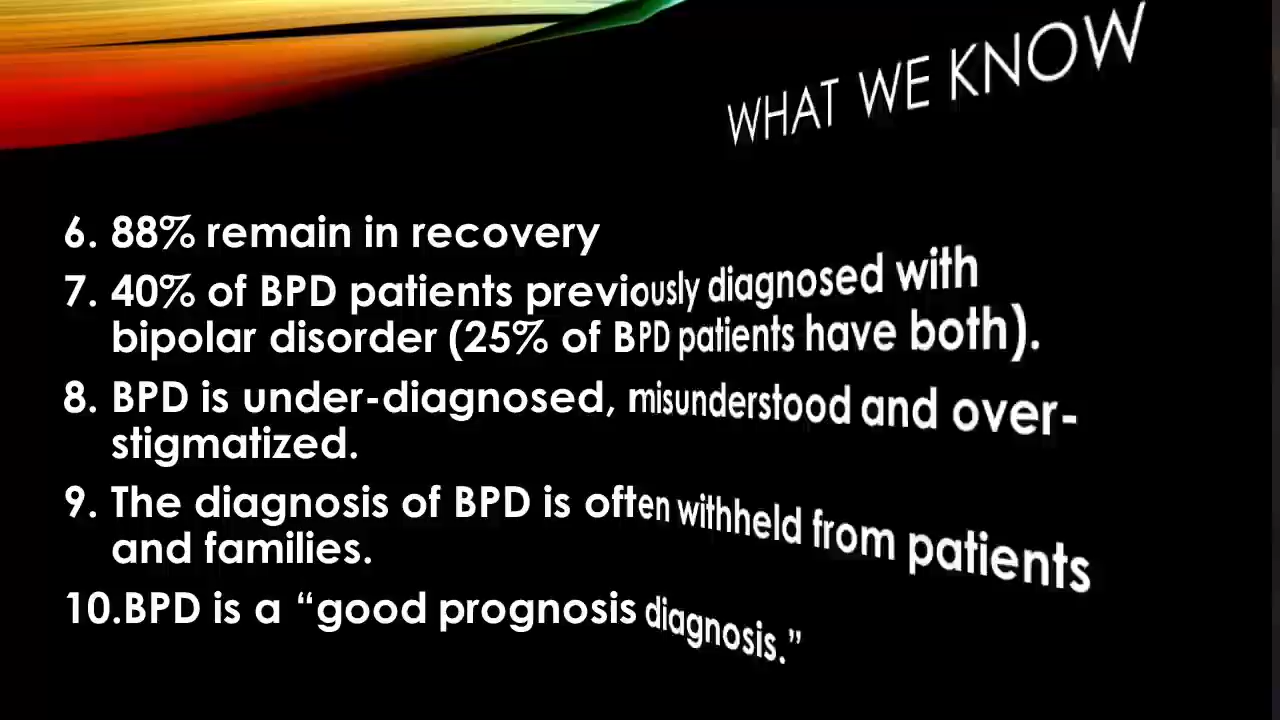 WHAT WE KNOW
6. 88% remain in recovery
7. 40% of BPD patients previously diagnosed with
bipolar disorder (25% of BPD patients have both).
8. BPD is under-diagnosed, misunderstood and over-
stigmatized.
9. The diagnosis of BPD is often withheld from patients
and families.
10.BPD is a “good prognosis diagnosis.”